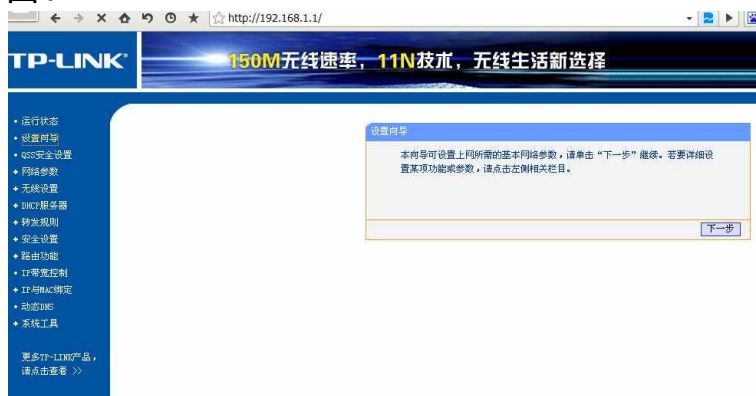 http://192.168.1.1/
TP-LINK®
150M无线速率，11N技术，无线生活新选择
• 运行状态
• 设置向导
• QSS安全设置
+ 网络参数
+ 无线设置
+ DHCP服务器
+ 转发规则
+ 安全设置
+ 路由功能
• IP带宽控制
+ IP与MAC绑定
• 动态DNS
+ 系统工具
更多TP-LINK产品，
请点击查看 >>
设置向导
本向导可设置上网所需的基本网络参数，请单击“下一步”继续。若要详细设
置某项功能或参数，请点击左侧相关栏目。
下一步